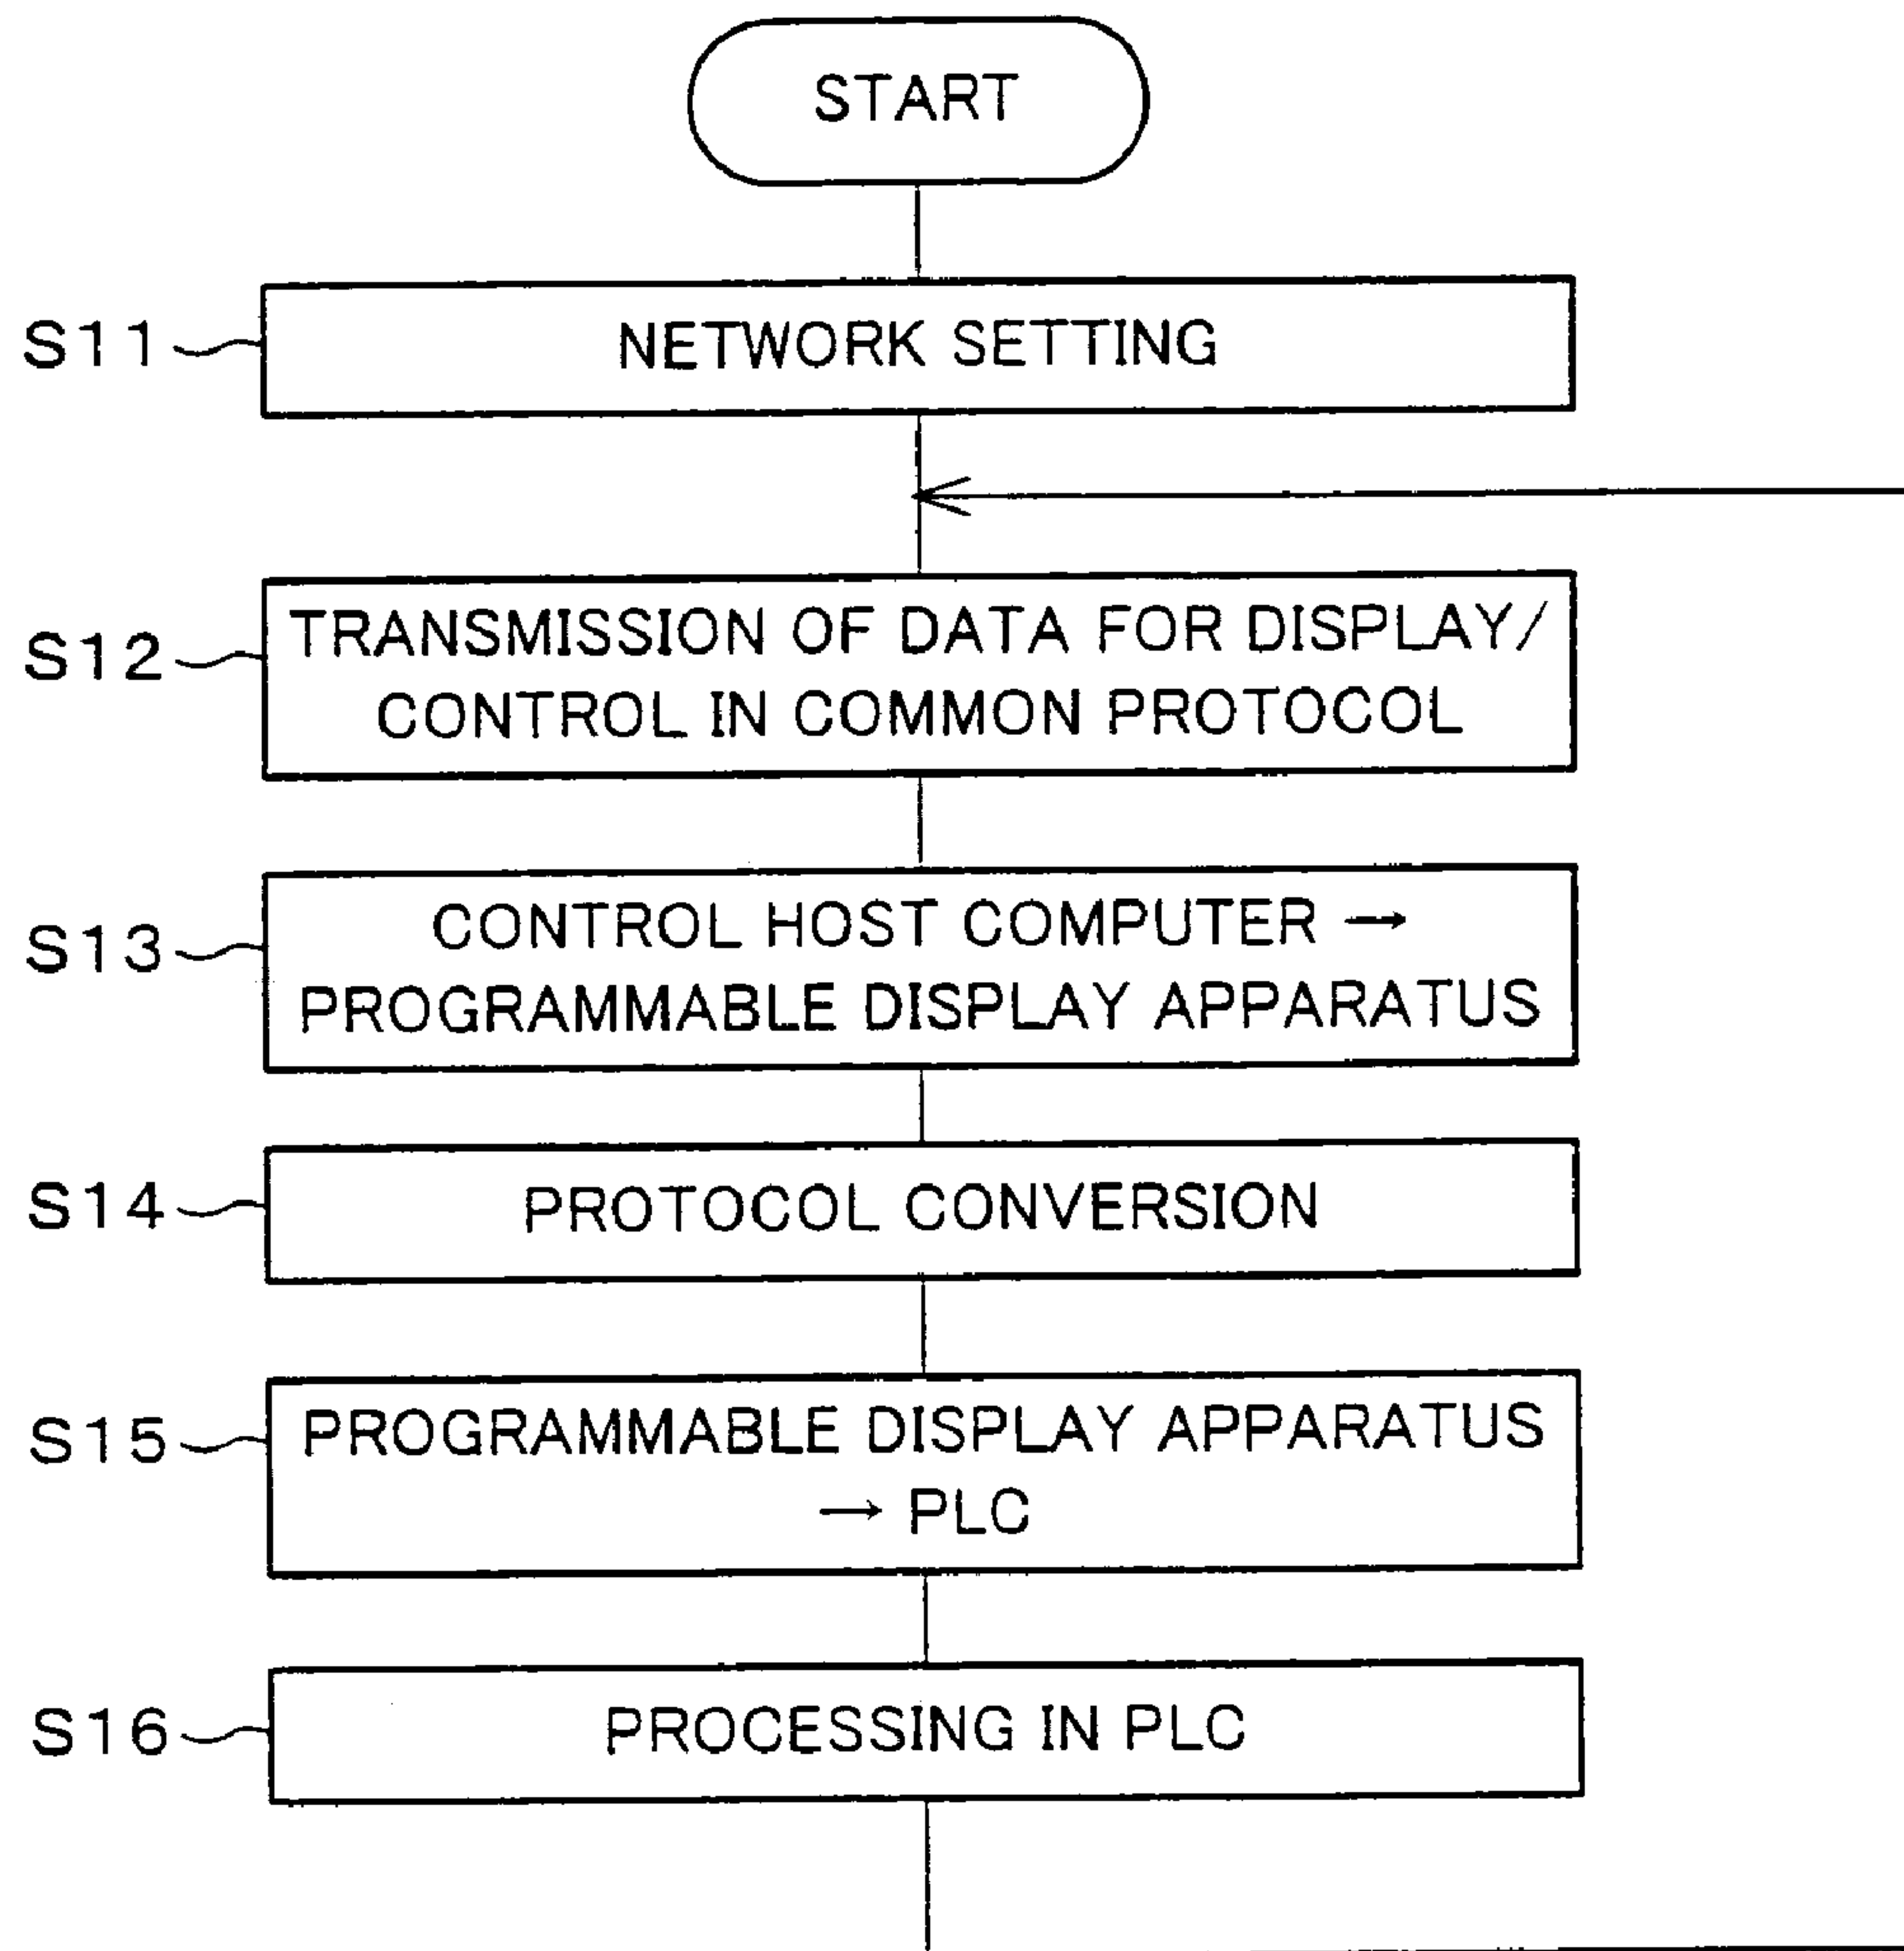 START
S11 NETWORK SETTING
S12 TRANSMISSION OF DATA FOR DISPLAY/
CONTROL IN COMMON PROTOCOL
S13 CONTROL HOST COMPUTER →
PROGRAMMABLE DISPLAY APPARATUS
S14 PROTOCOL CONVERSION
S15 PROGRAMMABLE DISPLAY APPARATUS
→ PLC
S16 PROCESSING IN PLC